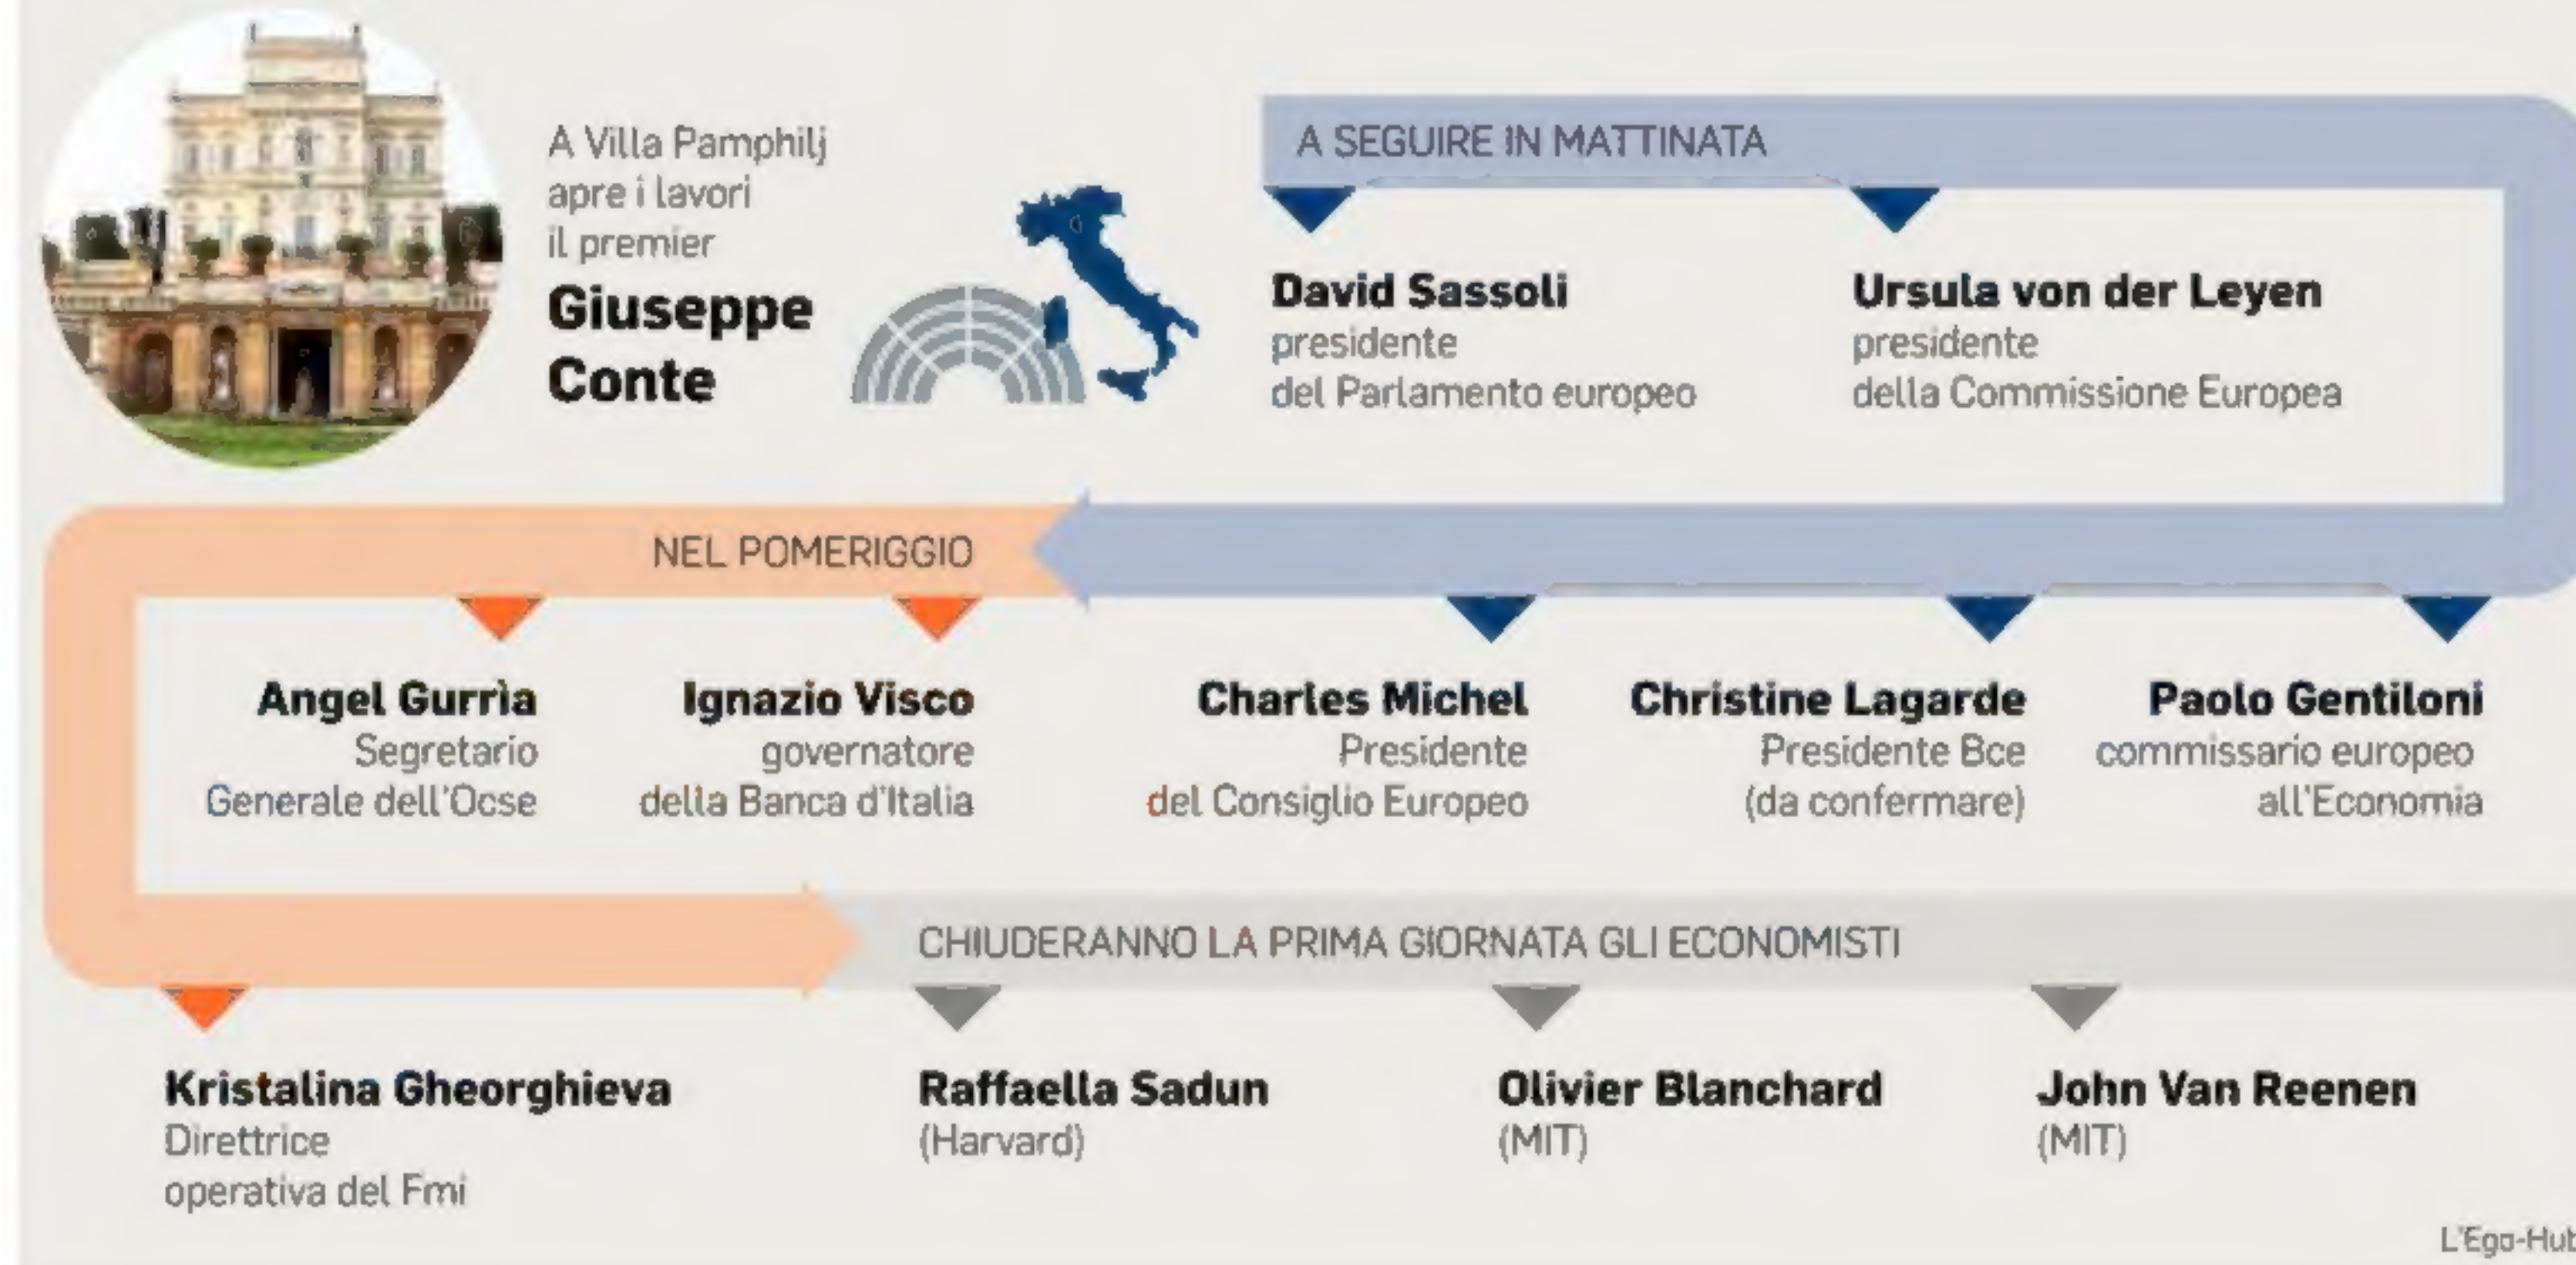 A Villa Pamphilj
apre i lavori
il premier
Giuseppe
Conte
A SEGUIRE IN MATTINATA
David Sassoli
presidente
del Parlamento europeo
Ursula von der Leyen
presidente
della Commissione Europea
Paolo Gentiloni
commissario europeo
all'Economia
Christine Lagarde
Presidente Bce
(da confermare)
Charles Michel
Presidente
del Consiglio Europeo
NEL POMERIGGIO
Ignazio Visco
governatore
della Banca d'Italia
Angel Gurrìa
Segretario
Generale dell'Ocse
Kristalina Gheorghieva
Direttrice
operativa del Fmi
CHIUDERANNO LA PRIMA GIORNATA GLI ECONOMISTI
Raffaella Sadun
(Harvard)
Olivier Blanchard
(MIT)
John Van Reenen
(MIT)
L'Ego-Hub